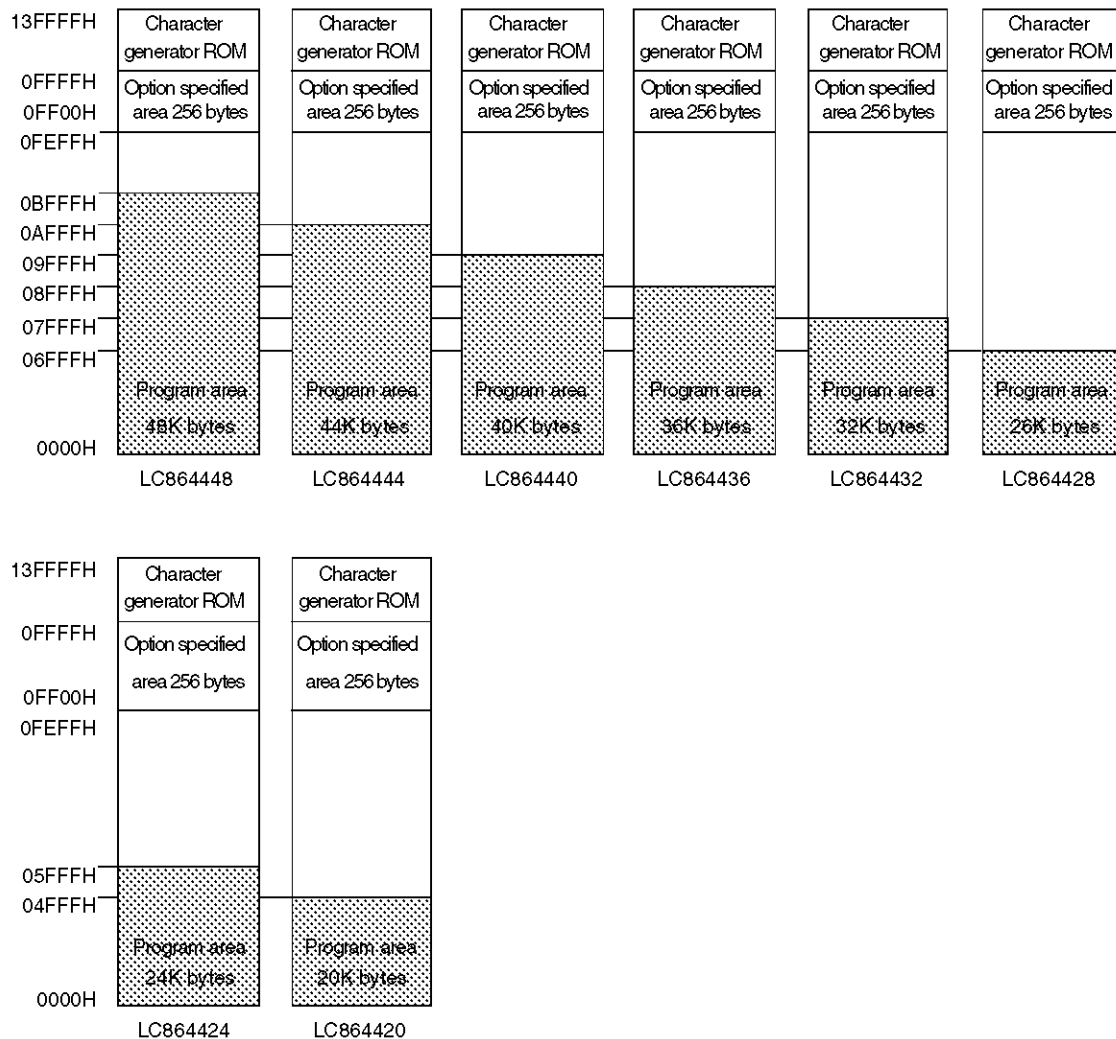 13FFFFH
0FFFFH
0FF00H
0FEFFH
0BFFFH
0AFFFH
09FFFH
08FFFH
07FFFH
06FFFH
0000H
Character
generator ROM
Option specified
area 256 bytes
Program area
48K bytes
LC864448
Character
generator ROM
Option specified
area 256 bytes
Program area
44K bytes
LC864444
Character
generator ROM
Option specified
area 256 bytes
Program area
40K bytes
LC864440
Character
generator ROM
Option specified
area 256 bytes
Program area
36K bytes
LC864436
Character
generator ROM
Option specified
area 256 bytes
Program area
32K bytes
LC864432
Character
generator ROM
Option specified
area 256 bytes
Program area
26K bytes
LC864428
13FFFFH
0FFFFH
0FF00H
0FEFFH
05FFFH
04FFFH
0000H
Character
generator ROM
Option specified
area 256 bytes
Program area
24K bytes
LC864424
Character
generator ROM
Option specified
area 256 bytes
Program area
20K bytes
LC864420